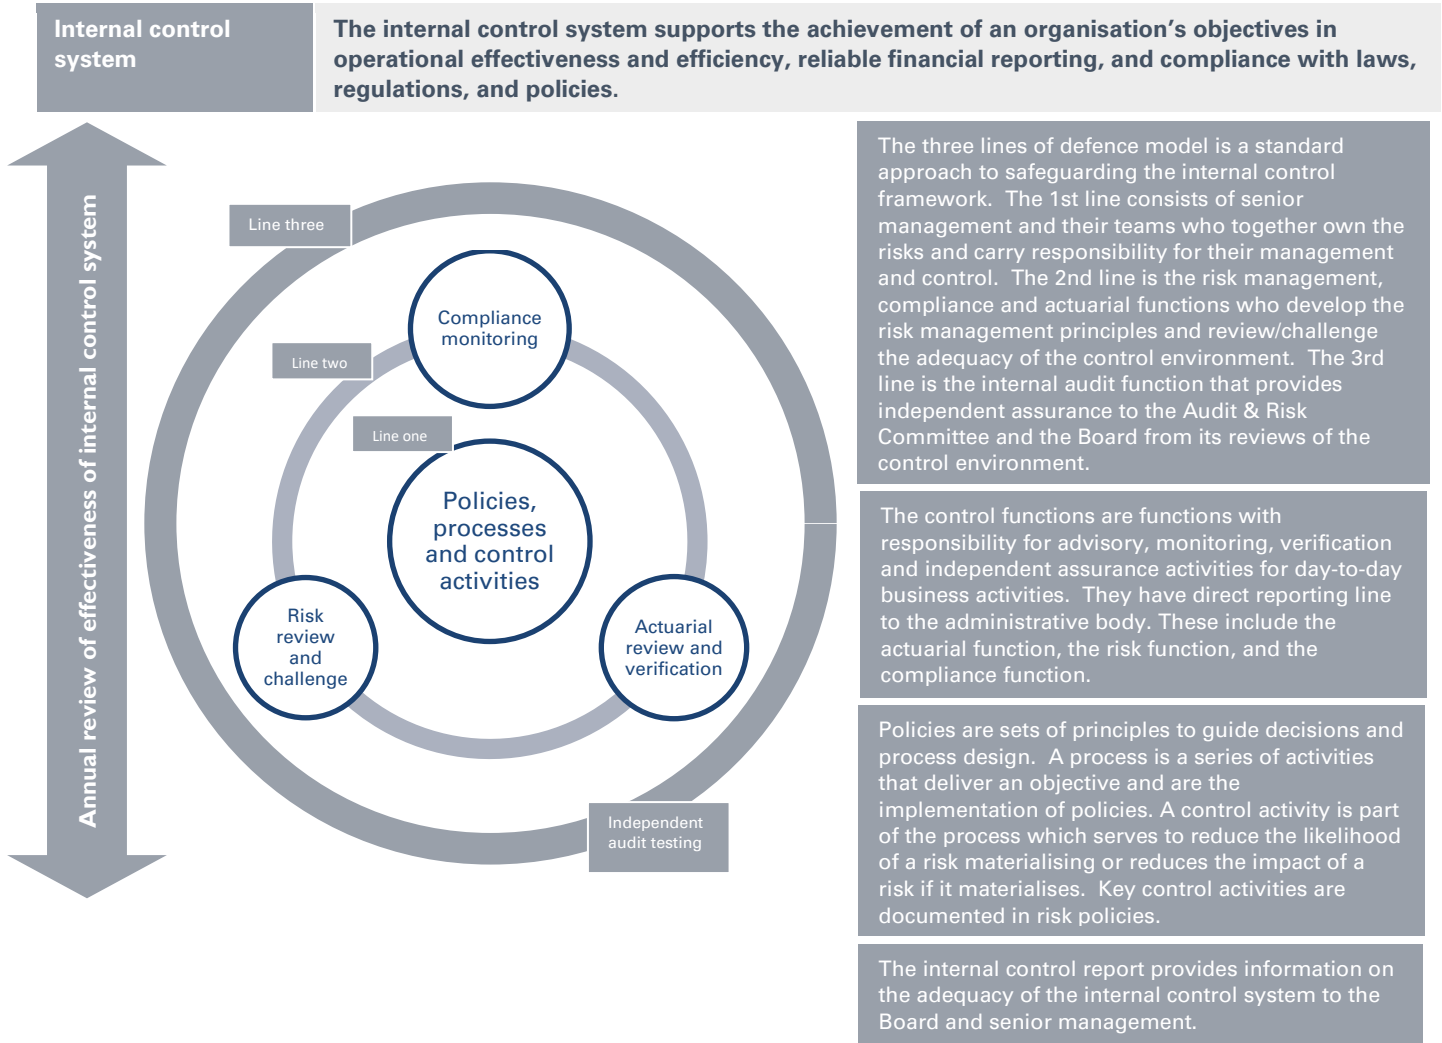 Internal control
system
The internal control system supports the achievement of an organisation’s objectives in
operational effectiveness and efficiency, reliable financial reporting, and compliance with laws,
regulations, and policies.
Annual review of effectiveness of internal control system
Line three
Compliance
monitoring
Line two
Line one
Policies,
processes
and control
activities
Risk
review
and
challenge
Actuarial
review and
verification
Independent
audit testing
The three lines of defence model is a standard
approach to safeguarding the internal control
framework.  The 1st line consists of senior
management and their teams who together own the
risks and carry responsibility for their management
and control.  The 2nd line is the risk management,
compliance and actuarial functions who develop the
risk management principles and review/challenge
the adequacy of the control environment.  The 3rd
line is the internal audit function that provides
independent assurance to the Audit & Risk
Committee and the Board from its reviews of the
control environment.
The control functions are functions with
responsibility for advisory, monitoring, verification
and independent assurance activities for day-to-day
business activities.  They have direct reporting line
to the administrative body. These include the
actuarial function, the risk function, and the
compliance function.
Policies are sets of principles to guide decisions and
process design.  A process is a series of activities
that deliver an objective and are the
implementation of policies. A control activity is part
of the process which serves to reduce the likelihood
of a risk materialising or reduces the impact of a
risk if it materialises.  Key control activities are
documented in risk policies.
The internal control report provides information on
the adequacy of the internal control system to the
Board and senior management.